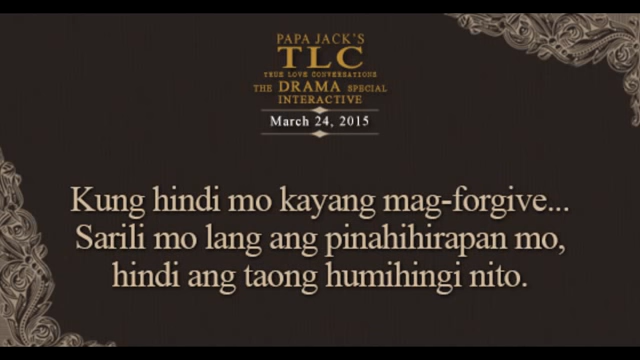 PAPA JACK'S
TLC
TRUE LOVE CONVERSATIONS
THE DRAMA SPECIAL
INTERACTIVE
March 24, 2015
Kung hindi mo kayang mag-forgive...
Sarili mo lang ang pinahihirapan mo,
hindi ang taong humihingi nito.